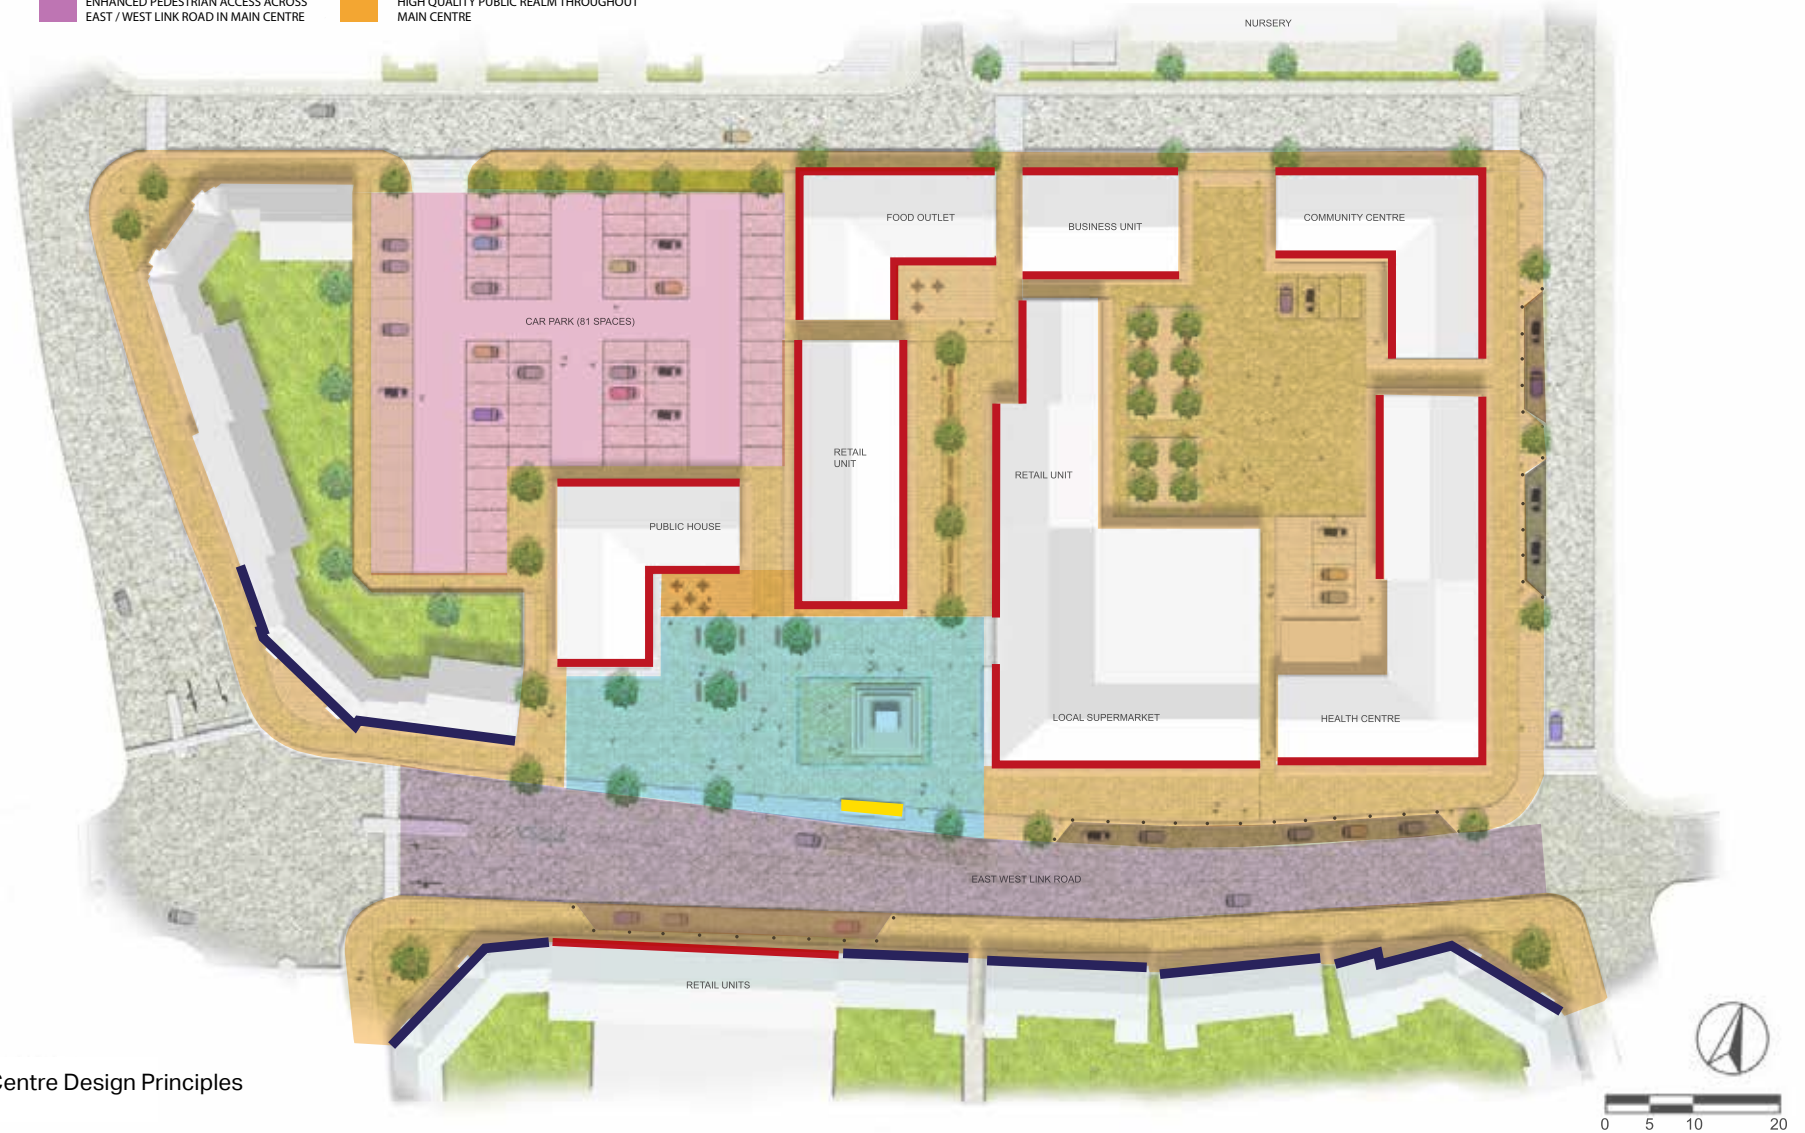 ENHANCED PEDESTRIAN ACCESS ACROSS
EAST / WEST LINK ROAD IN MAIN CENTRE
HIGH QUALITY PUBLIC REALM THROUGHOUT
MAIN CENTRE
NURSERY
FOOD OUTLET
BUSINESS UNIT
COMMUNITY CENTRE
CAR PARK (81 SPACES)
RETAIL
UNIT
RETAIL UNIT
PUBLIC HOUSE
LOCAL SUPERMARKET
HEALTH CENTRE
EAST WEST LINK ROAD
RETAIL UNITS
Centre Design Principles
0 5 10 20